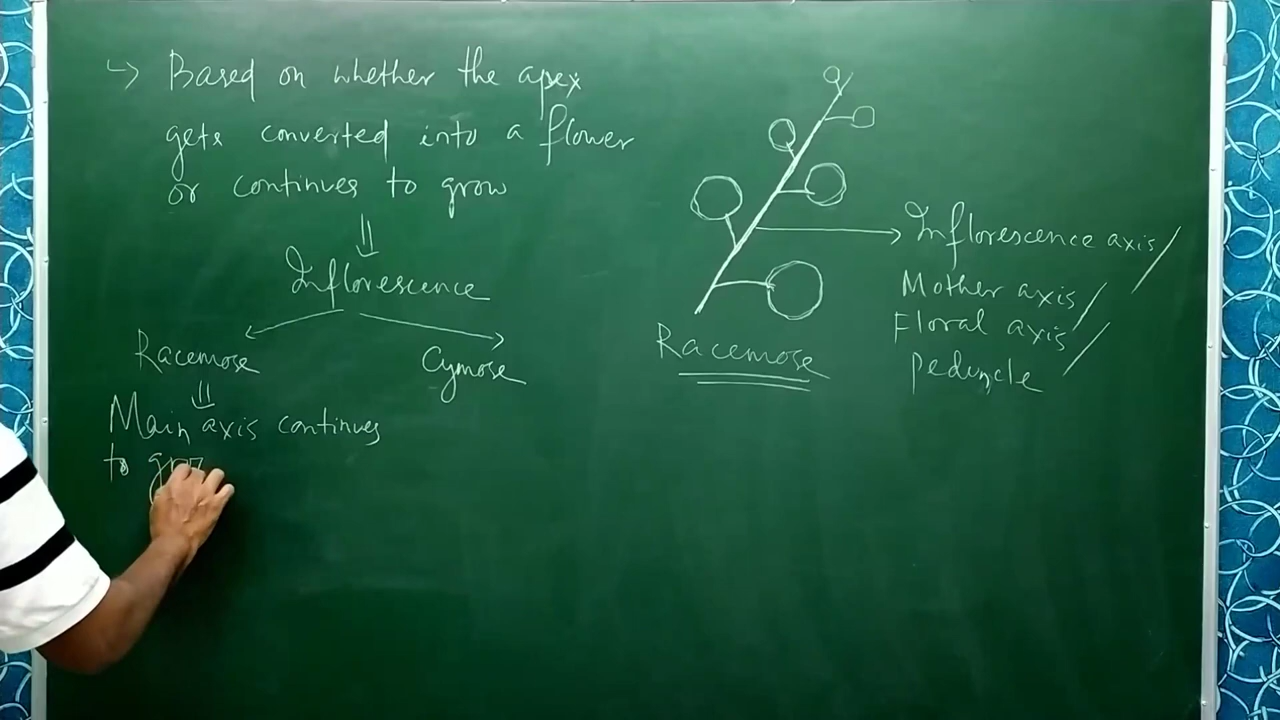 ↳ Based on whether the apex
gets converted into a flower
or continues to grow
⇓
Inflorescence
Racemose
Cymose
⇓
Main axis continues
to gro
Inflorescence axis/
Mother axis/
Floral axis/
peduncle
Racemose